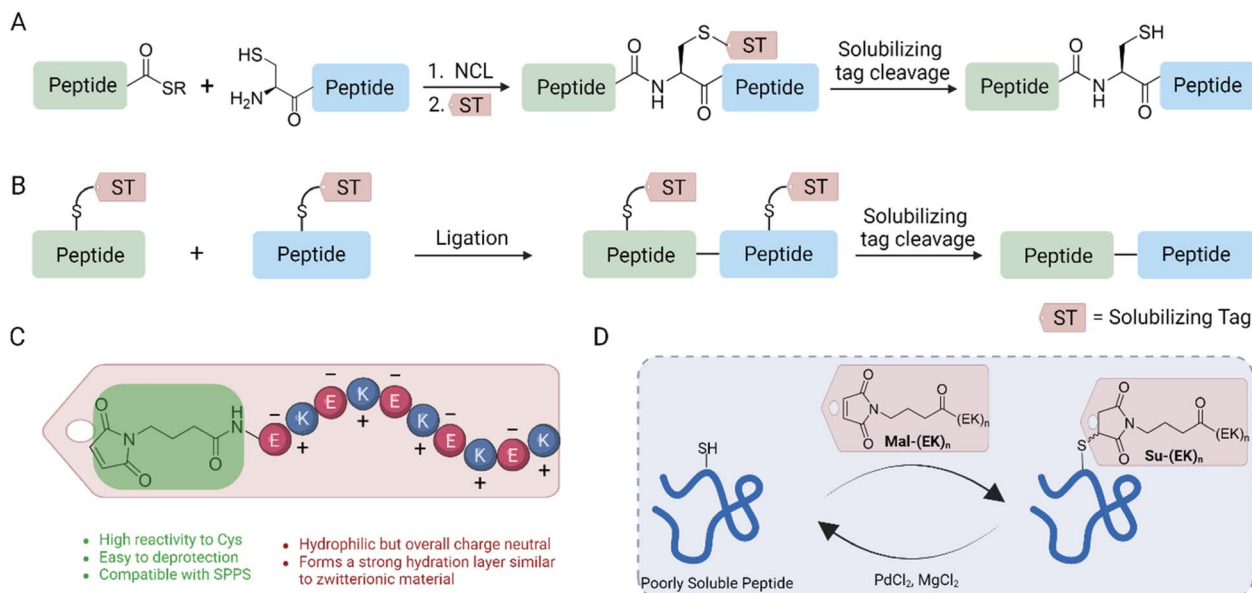 A
Peptide
O
SR
+
HS
H₂N
O
Peptide
1. NCL
2. ST
Peptide
O
N
H
S
ST
O
Peptide
Solubilizing
tag cleavage
Peptide
O
N
H
SH
O
Peptide
B
ST
S
Peptide
+
ST
S
Peptide
Ligation
ST
S
Peptide
ST
S
Peptide
Solubilizing
tag cleavage
Peptide
Peptide
ST = Solubilizing Tag
C
O
N
O
O
H
N
− E
K +
− E
K +
− E
K +
− E
K +
− E
K +
• High reactivity to Cys
• Easy to deprotection
• Compatible with SPPS
• Hydrophilic but overall charge neutral
• Forms a strong hydration layer similar
to zwitterionic material
D
SH
Poorly Soluble Peptide
O
N
O
O
(EK)n
Mal-(EK)n
PdCl₂, MgCl₂
O
N
S
O
O
(EK)n
Su-(EK)n